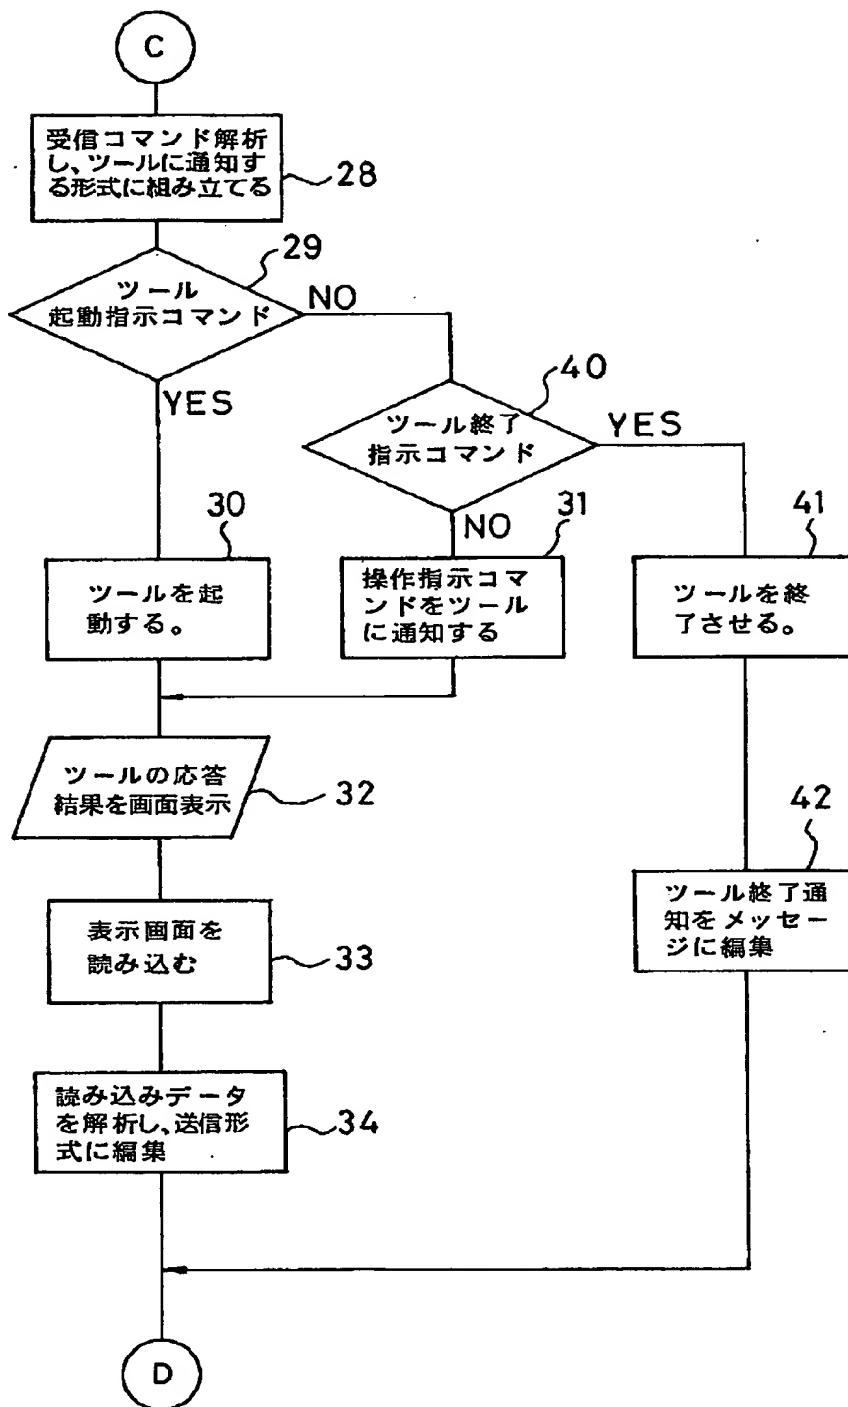 C
受信コマンド解析
し、ツールに通知す
る形式に組み立てる
28
29
ツール
起動指示コマンド
NO
YES
40
ツール終了
指示コマンド
YES
NO
30
ツールを起
動する。
31
操作指示コマ
ンドをツール
に通知する
41
ツールを終
了させる。
ツールの応答
結果を画面表示
32
42
ツール終了通
知をメッセー
ジに編集
表示画面を
読み込む
33
読み込みデータ
を解析し、送信形
式に編集
34
D